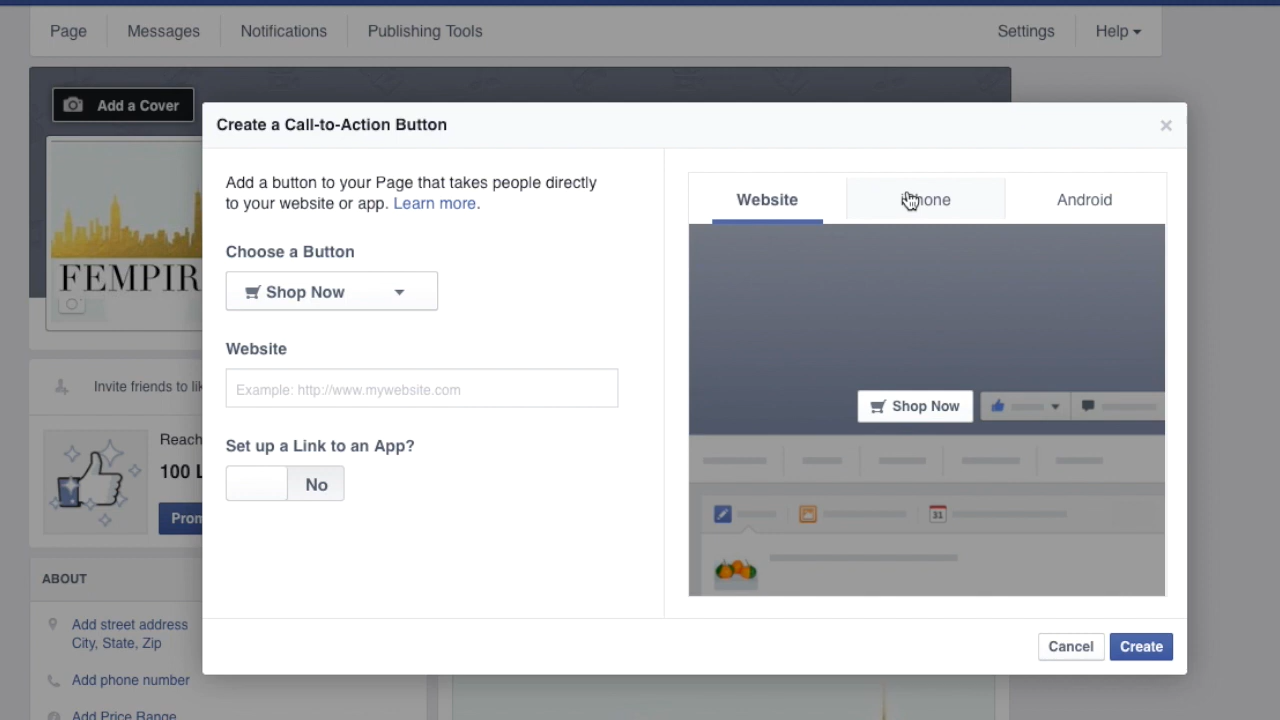 Page
Messages
Notifications
Publishing Tools
Settings
Help
Add a Cover
FEMPIR
Create a Call-to-Action Button
Add a button to your Page that takes people directly
to your website or app. Learn more.
Choose a Button
Shop Now
Website
Example: http://www.mywebsite.com
Set up a Link to an App?
No
Website
Android
Shop Now
31
Cancel
Create
Invite friends to lik
Reach
100 L
Prom
ABOUT
Add street address
City, State, Zip
Add phone number
Add Price Range